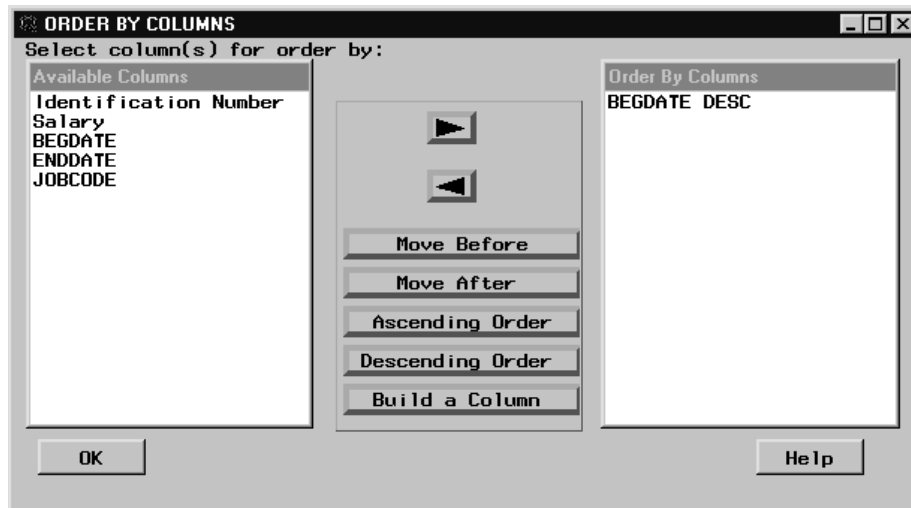 ORDER BY COLUMNS
Select column(s) for order by:
Available Columns
Identification Number
Salary
BEGDATE
ENDDATE
JOBCODE
Move Before
Move After
Ascending Order
Descending Order
Build a Column
Order By Columns
BEGDATE DESC
OK
Help